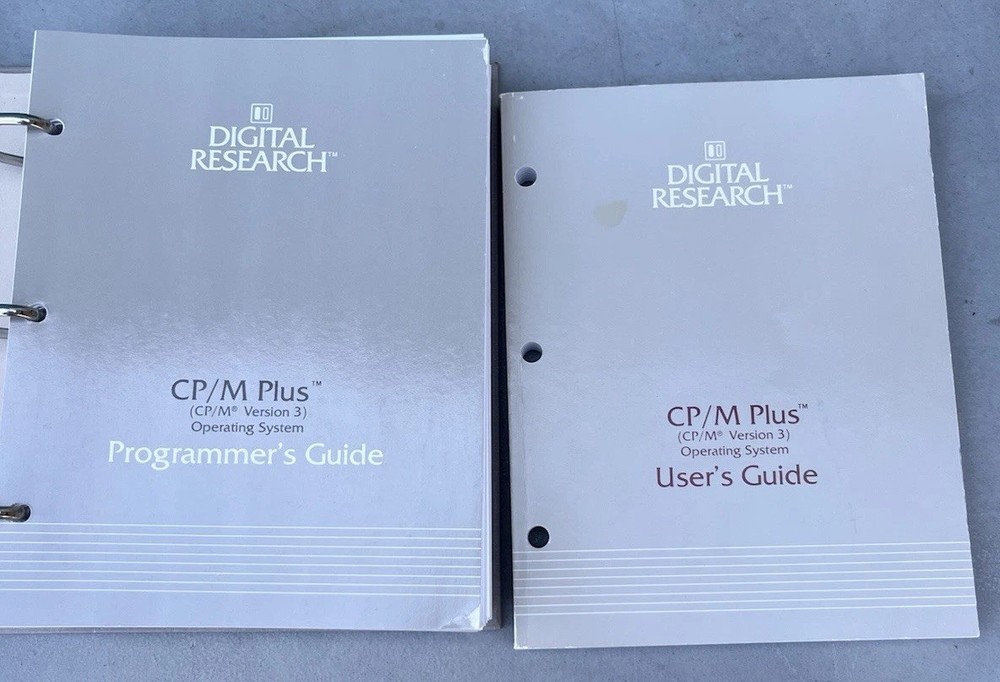 DIGITAL
RESEARCH™
CP/M Plus™
(CP/M® Version 3)
Operating System
Programmer's Guide
DIGITAL
RESEARCH™
CP/M Plus™
(CP/M® Version 3)
Operating System
User's Guide